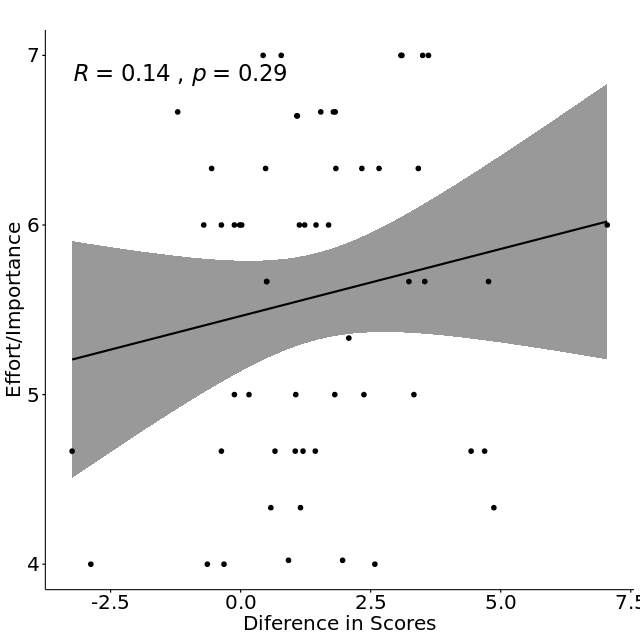 7
R = 0.14 , p = 0.29
6
Effort/Importance
5
4
-2.5 0.0 2.5 5.0 7.5
Diference in Scores